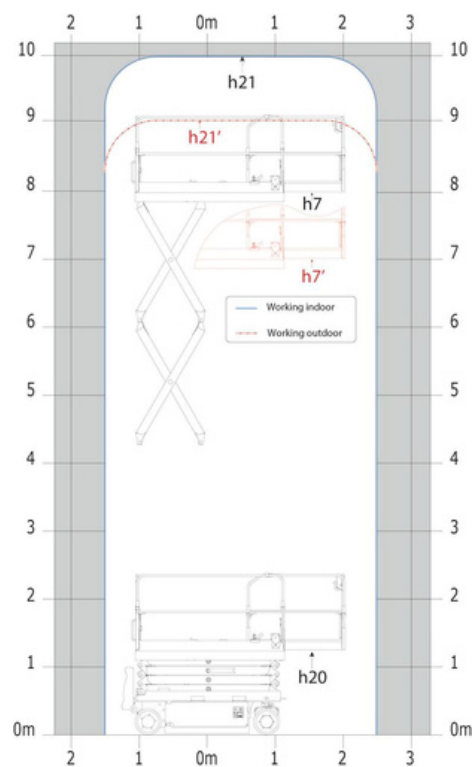 2 1 0m 1 2 3
10 10
h21
9 9
h21'
8 8
h7
7 7
h7'
Working indoor
6 6
Working outdoor
5 5
4 4
3 3
2 2
1 1
h20
0m 0m
2 1 0m 1 2 3